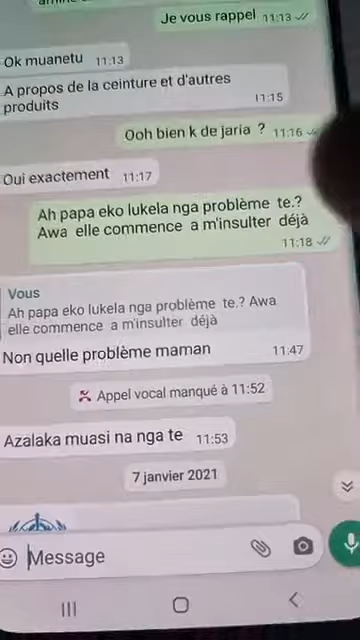 Je vous rappel 11:13
Ok muanetu 11:13
A propos de la ceinture et d'autres
produits 11:15
Ooh bien k de jaria ? 11:16
Oui exactement 11:17
Ah papa eko lukela nga problème te.?
Awa elle commence a m'insulter déjà
11:18
Vous
Ah papa eko lukela nga problème te.? Awa
elle commence a m'insulter déjà
Non quelle problème maman 11:47
Appel vocal manqué à 11:52
Azalaka muasi na nga te 11:53
7 janvier 2021
Message